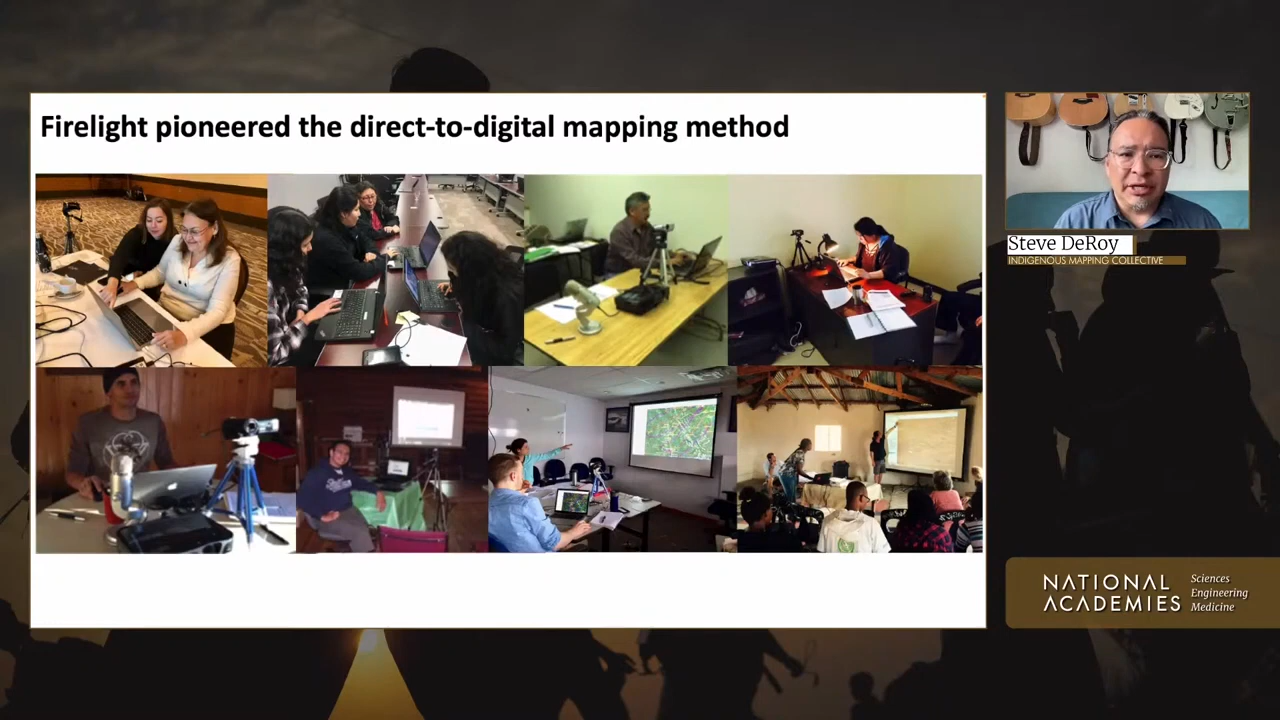 Firelight pioneered the direct-to-digital mapping method
Steve DeRoy
INDIGENOUS MAPPING COLLECTIVE
NATIONAL
ACADEMIES
Sciences
Engineering
Medicine